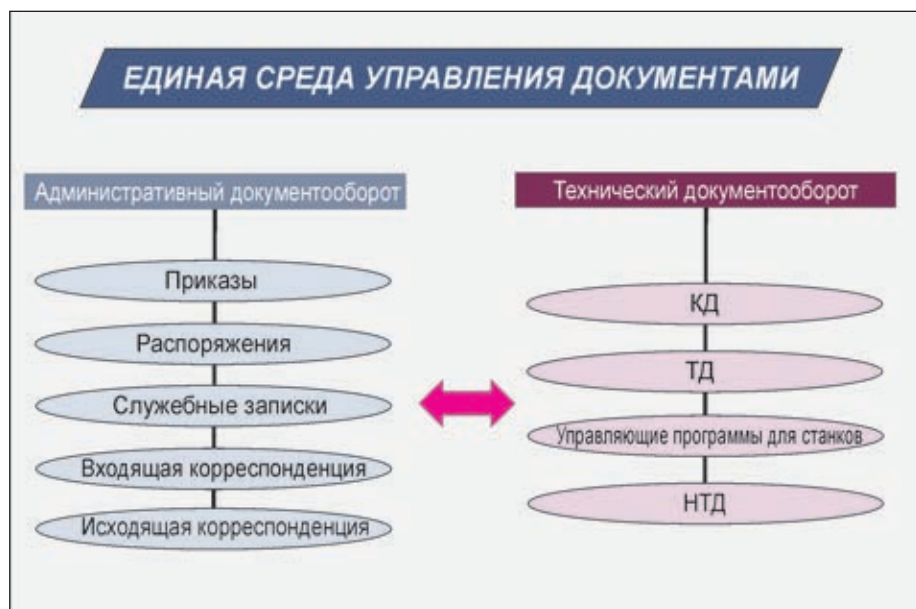 ЕДИНАЯ СРЕДА УПРАВЛЕНИЯ ДОКУМЕНТАМИ
Административный документооборот
Приказы
Распоряжения
Служебные записки
Входящая корреспонденция
Исходящая корреспонденция
Технический документооборот
КД
ТД
Управляющие программы для станков
НТД